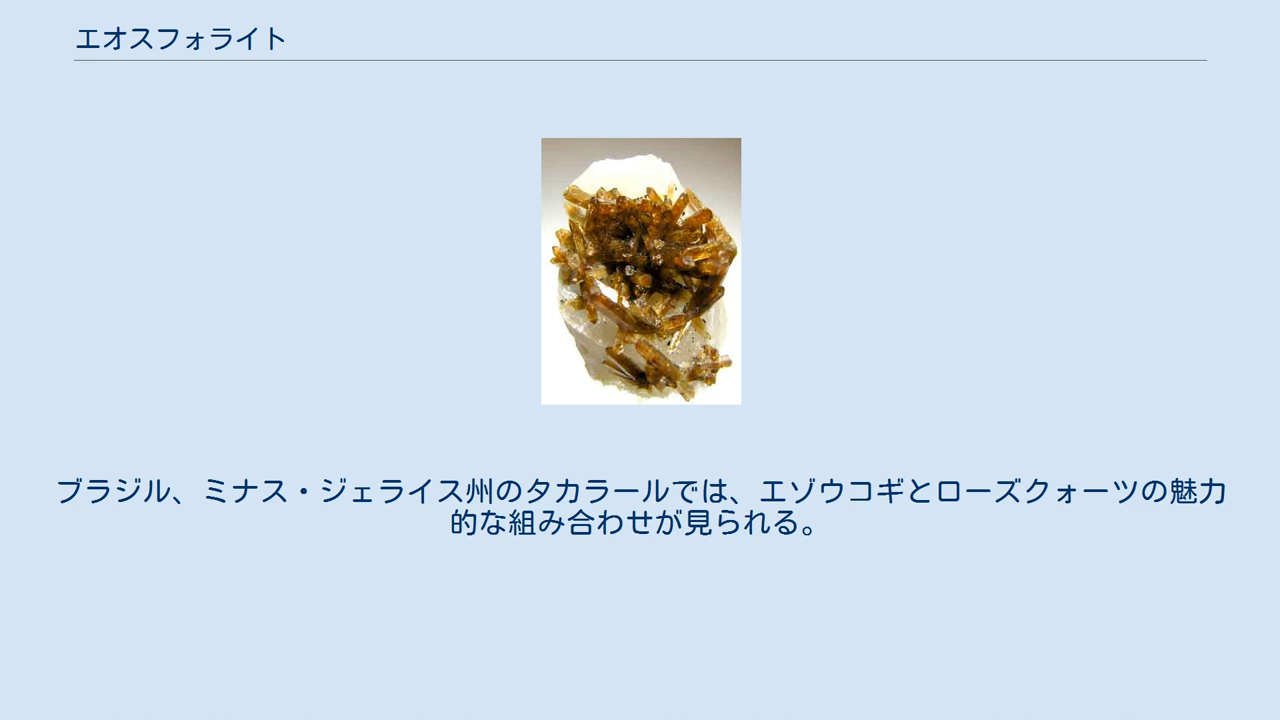 エオスフォライト
ブラジル、ミナス・ジェライス州のタカラールでは、エゾウコギとローズクォーツの魅力
的な組み合わせが見られる。